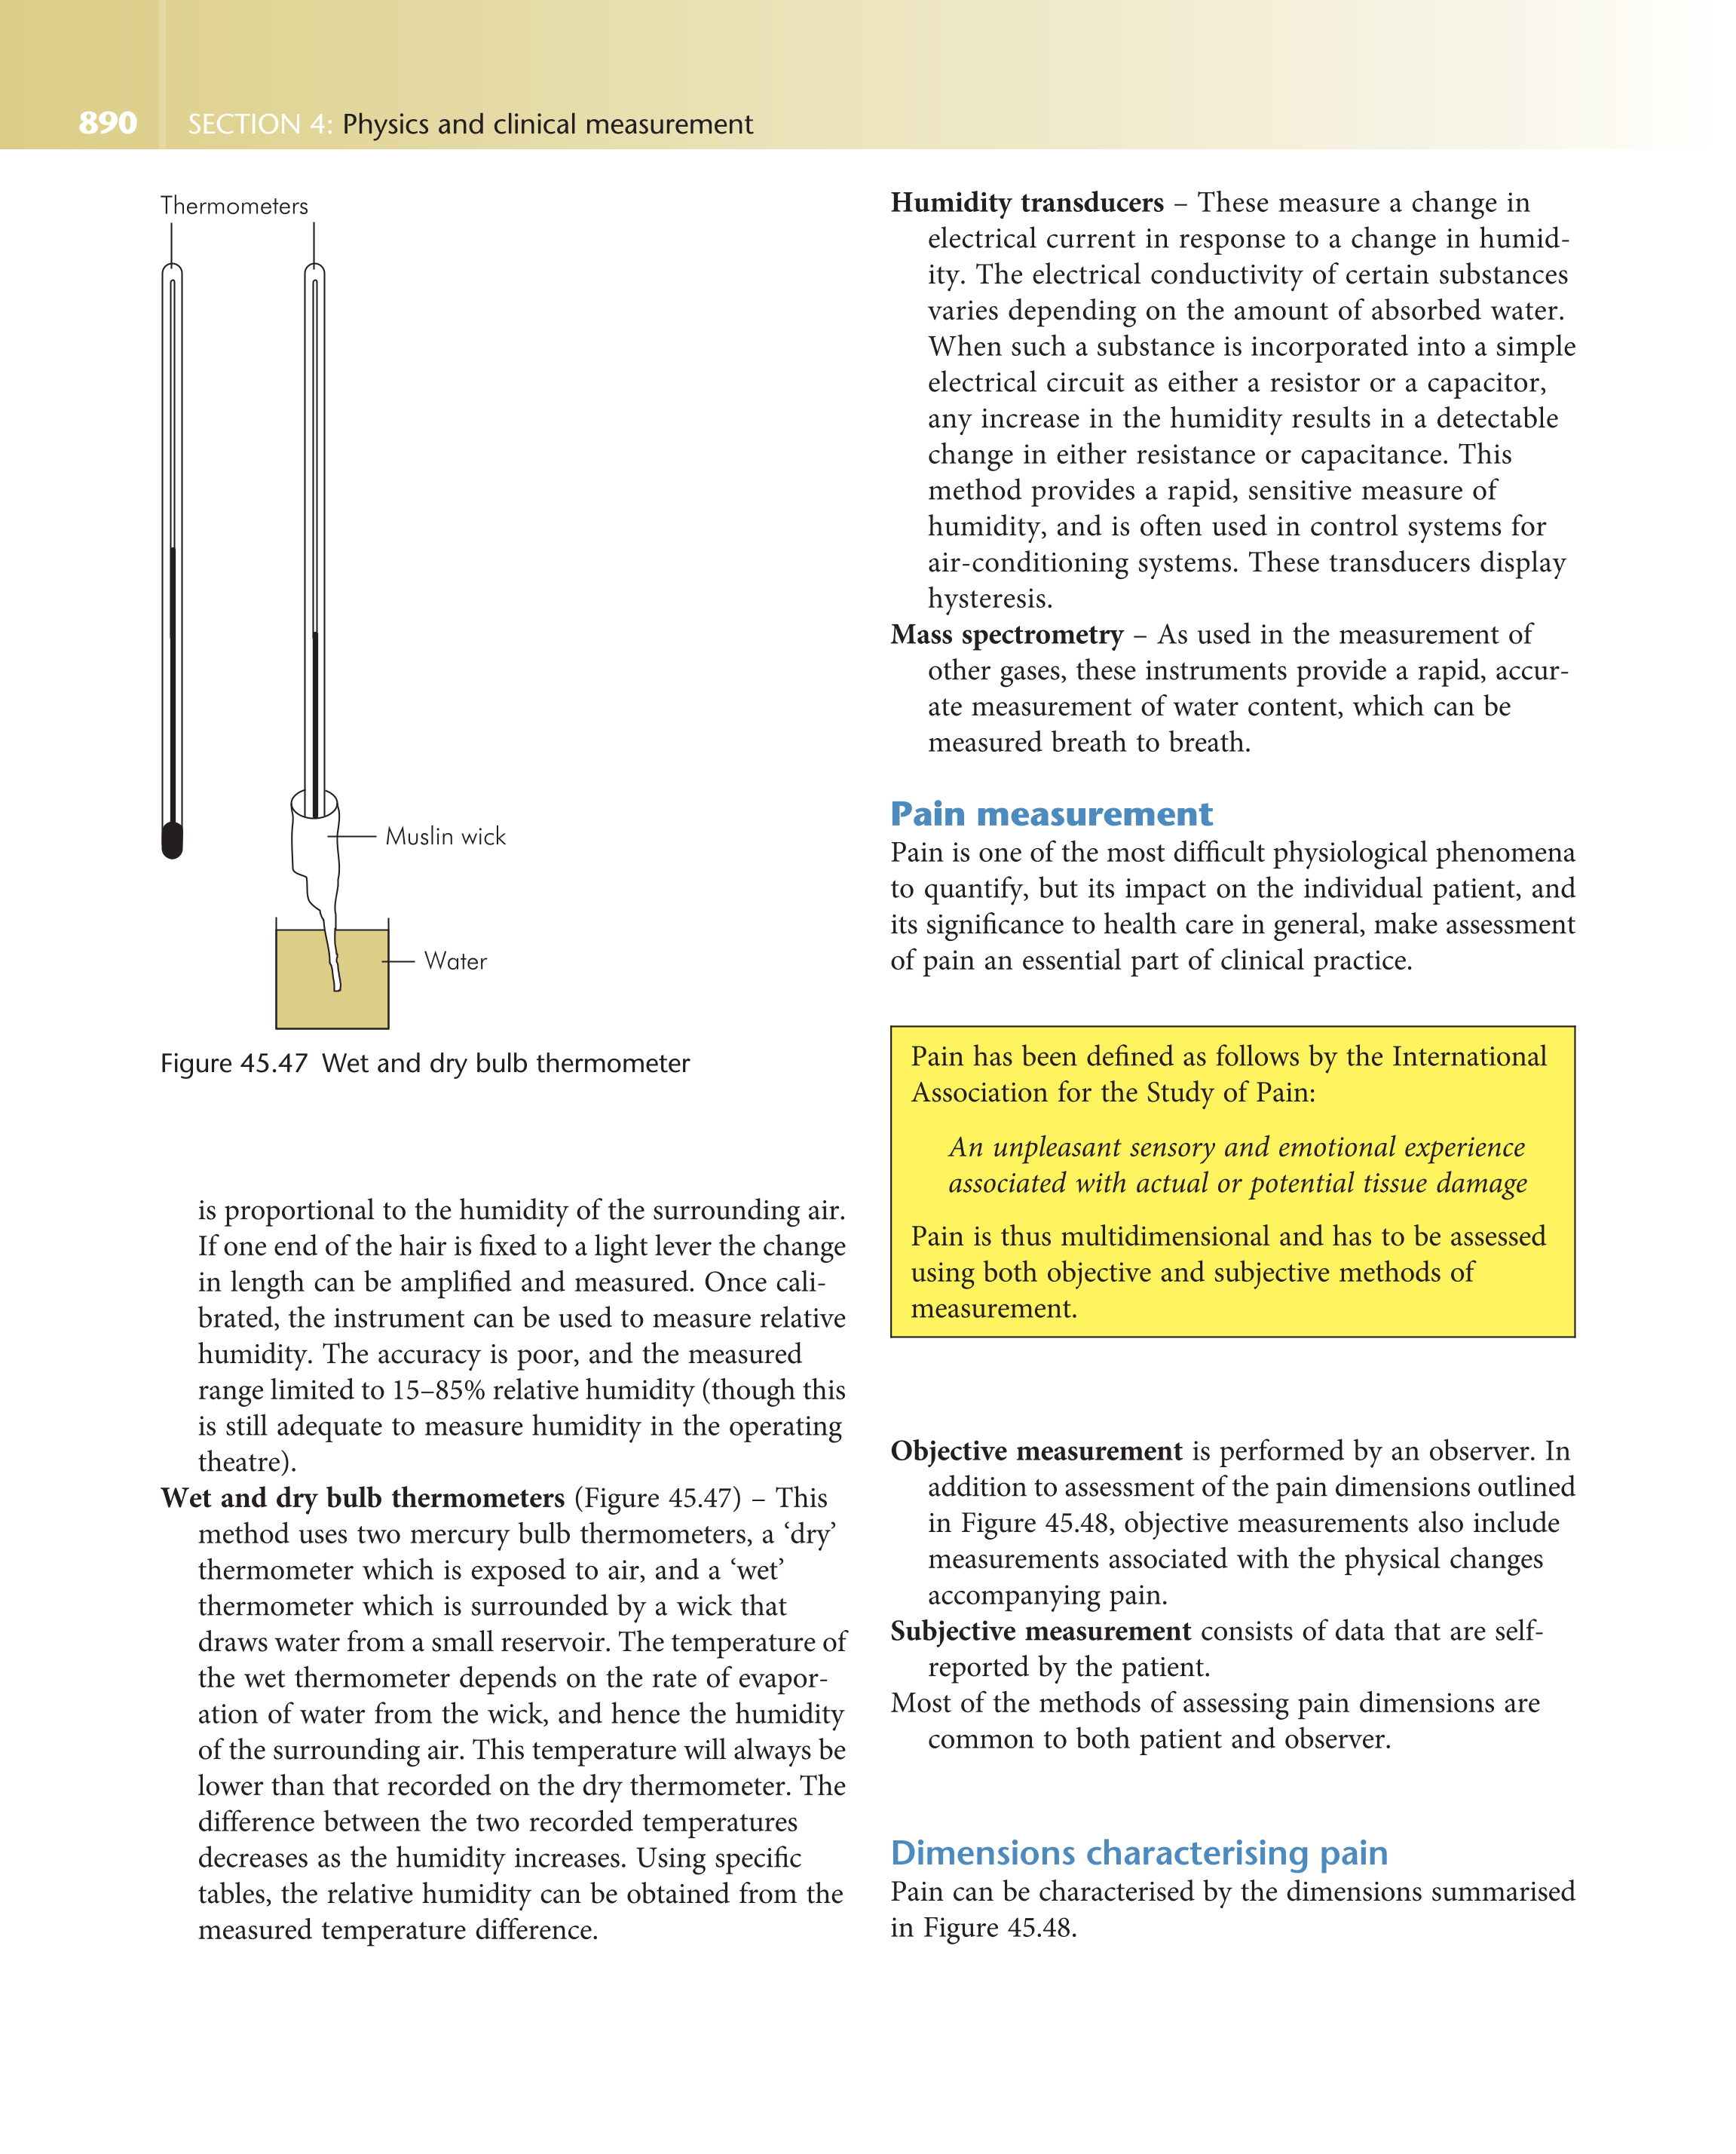 890 SECTION 4: Physics and clinical measurement
Thermometers
Muslin wick
Water
Figure 45.47 Wet and dry bulb thermometer
is proportional to the humidity of the surrounding air.
If one end of the hair is fixed to a light lever the change
in length can be amplified and measured. Once cali-
brated, the instrument can be used to measure relative
humidity. The accuracy is poor, and the measured
range limited to 15–85% relative humidity (though this
is still adequate to measure humidity in the operating
theatre).
Wet and dry bulb thermometers (Figure 45.47) – This
method uses two mercury bulb thermometers, a ‘dry’
thermometer which is exposed to air, and a ‘wet’
thermometer which is surrounded by a wick that
draws water from a small reservoir. The temperature of
the wet thermometer depends on the rate of evapor-
ation of water from the wick, and hence the humidity
of the surrounding air. This temperature will always be
lower than that recorded on the dry thermometer. The
difference between the two recorded temperatures
decreases as the humidity increases. Using specific
tables, the relative humidity can be obtained from the
measured temperature difference.
Humidity transducers – These measure a change in
electrical current in response to a change in humid-
ity. The electrical conductivity of certain substances
varies depending on the amount of absorbed water.
When such a substance is incorporated into a simple
electrical circuit as either a resistor or a capacitor,
any increase in the humidity results in a detectable
change in either resistance or capacitance. This
method provides a rapid, sensitive measure of
humidity, and is often used in control systems for
air-conditioning systems. These transducers display
hysteresis.
Mass spectrometry – As used in the measurement of
other gases, these instruments provide a rapid, accur-
ate measurement of water content, which can be
measured breath to breath.
Pain measurement
Pain is one of the most difficult physiological phenomena
to quantify, but its impact on the individual patient, and
its significance to health care in general, make assessment
of pain an essential part of clinical practice.
Pain has been defined as follows by the International
Association for the Study of Pain:
An unpleasant sensory and emotional experience
associated with actual or potential tissue damage
Pain is thus multidimensional and has to be assessed
using both objective and subjective methods of
measurement.
Objective measurement is performed by an observer. In
addition to assessment of the pain dimensions outlined
in Figure 45.48, objective measurements also include
measurements associated with the physical changes
accompanying pain.
Subjective measurement consists of data that are self-
reported by the patient.
Most of the methods of assessing pain dimensions are
common to both patient and observer.
Dimensions characterising pain
Pain can be characterised by the dimensions summarised
in Figure 45.48.